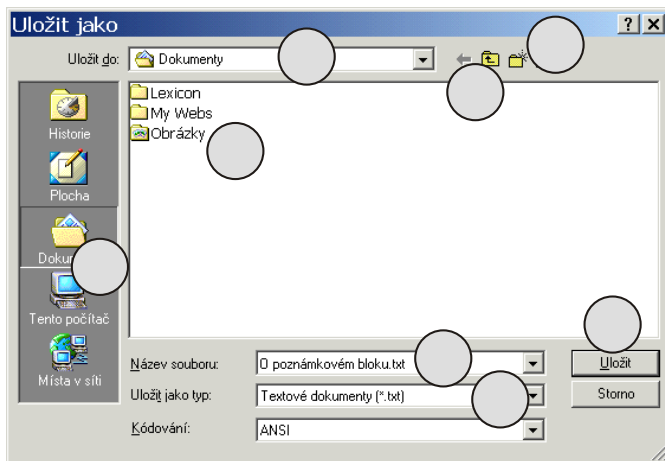 Uložit jako
Uložit do:
Dokumenty
Historie
Plocha
Tento počítač
Místa v síti
Lexicon
My Webs
Obrázky
Název souboru:
O poznámkovém bloku.txt
Uložit
Uložit jako typ:
Textové dokumenty (*.txt)
Storno
Kódování:
ANSI